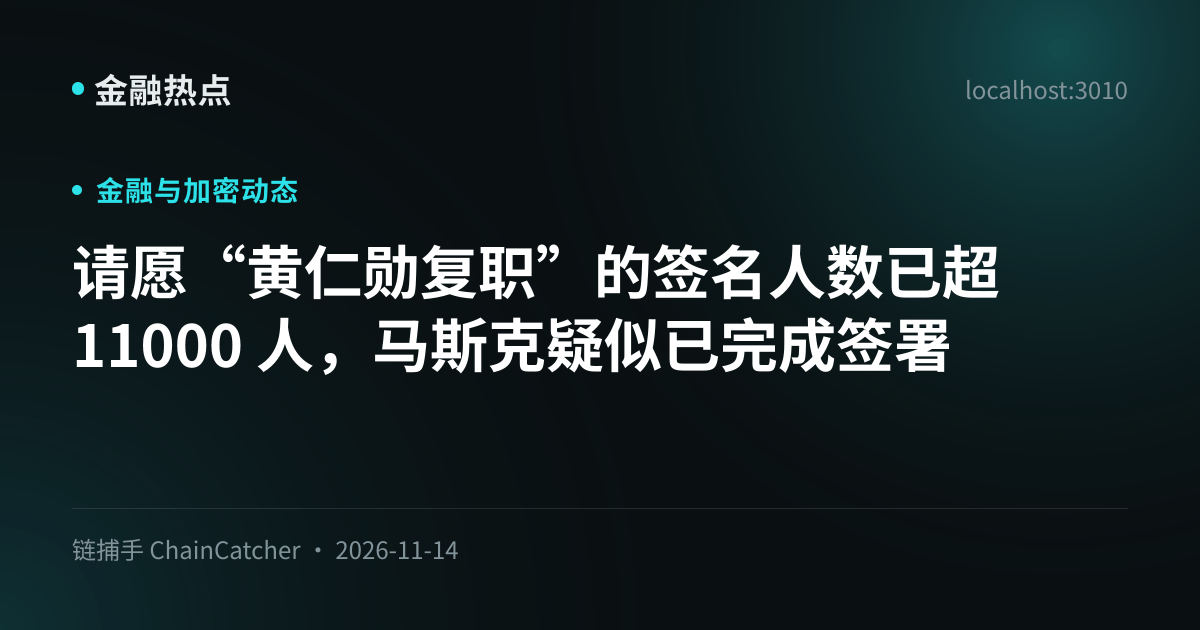 金融热点
localhost:3010
金融与加密动态
请愿“黄仁勋复职”的签名人数已超
11000 人，马斯克疑似已完成签署
链捕手 ChainCatcher · 2026-11-14